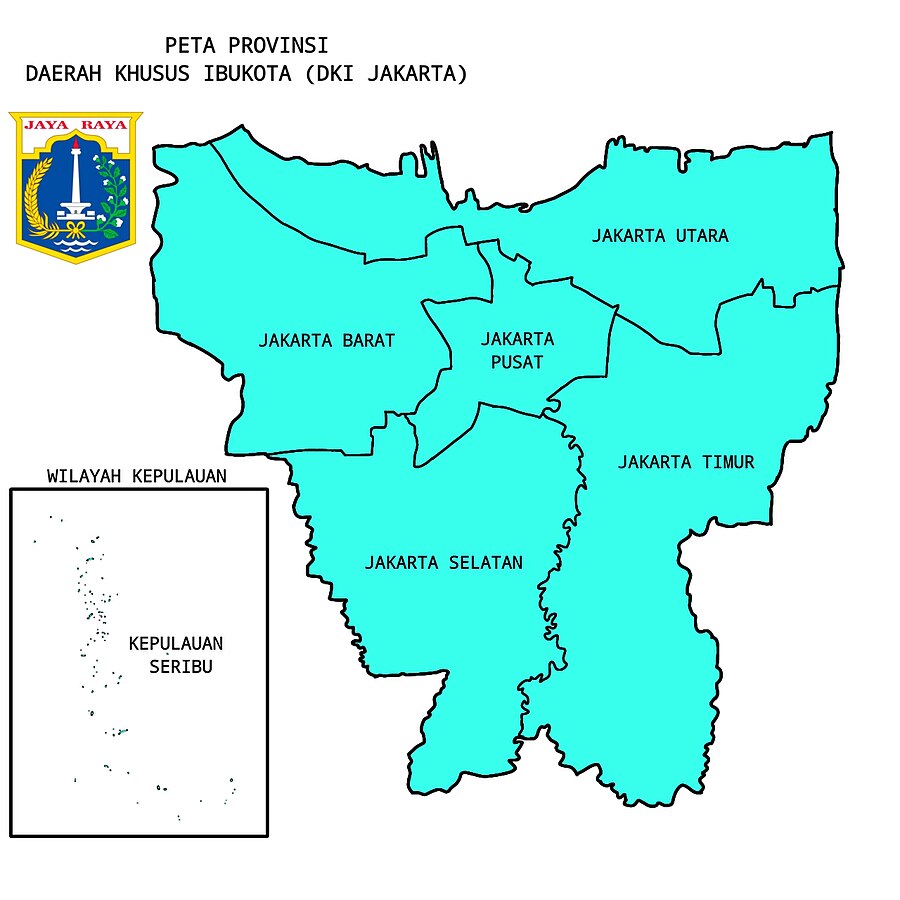 PETA PROVINSI
DAERAH KHUSUS IBUKOTA (DKI JAKARTA)
JAYA RAYA
JAKARTA UTARA
JAKARTA BARAT
JAKARTA
PUSAT
JAKARTA TIMUR
WILAYAH KEPULAUAN
JAKARTA SELATAN
KEPULAUAN
SERIBU